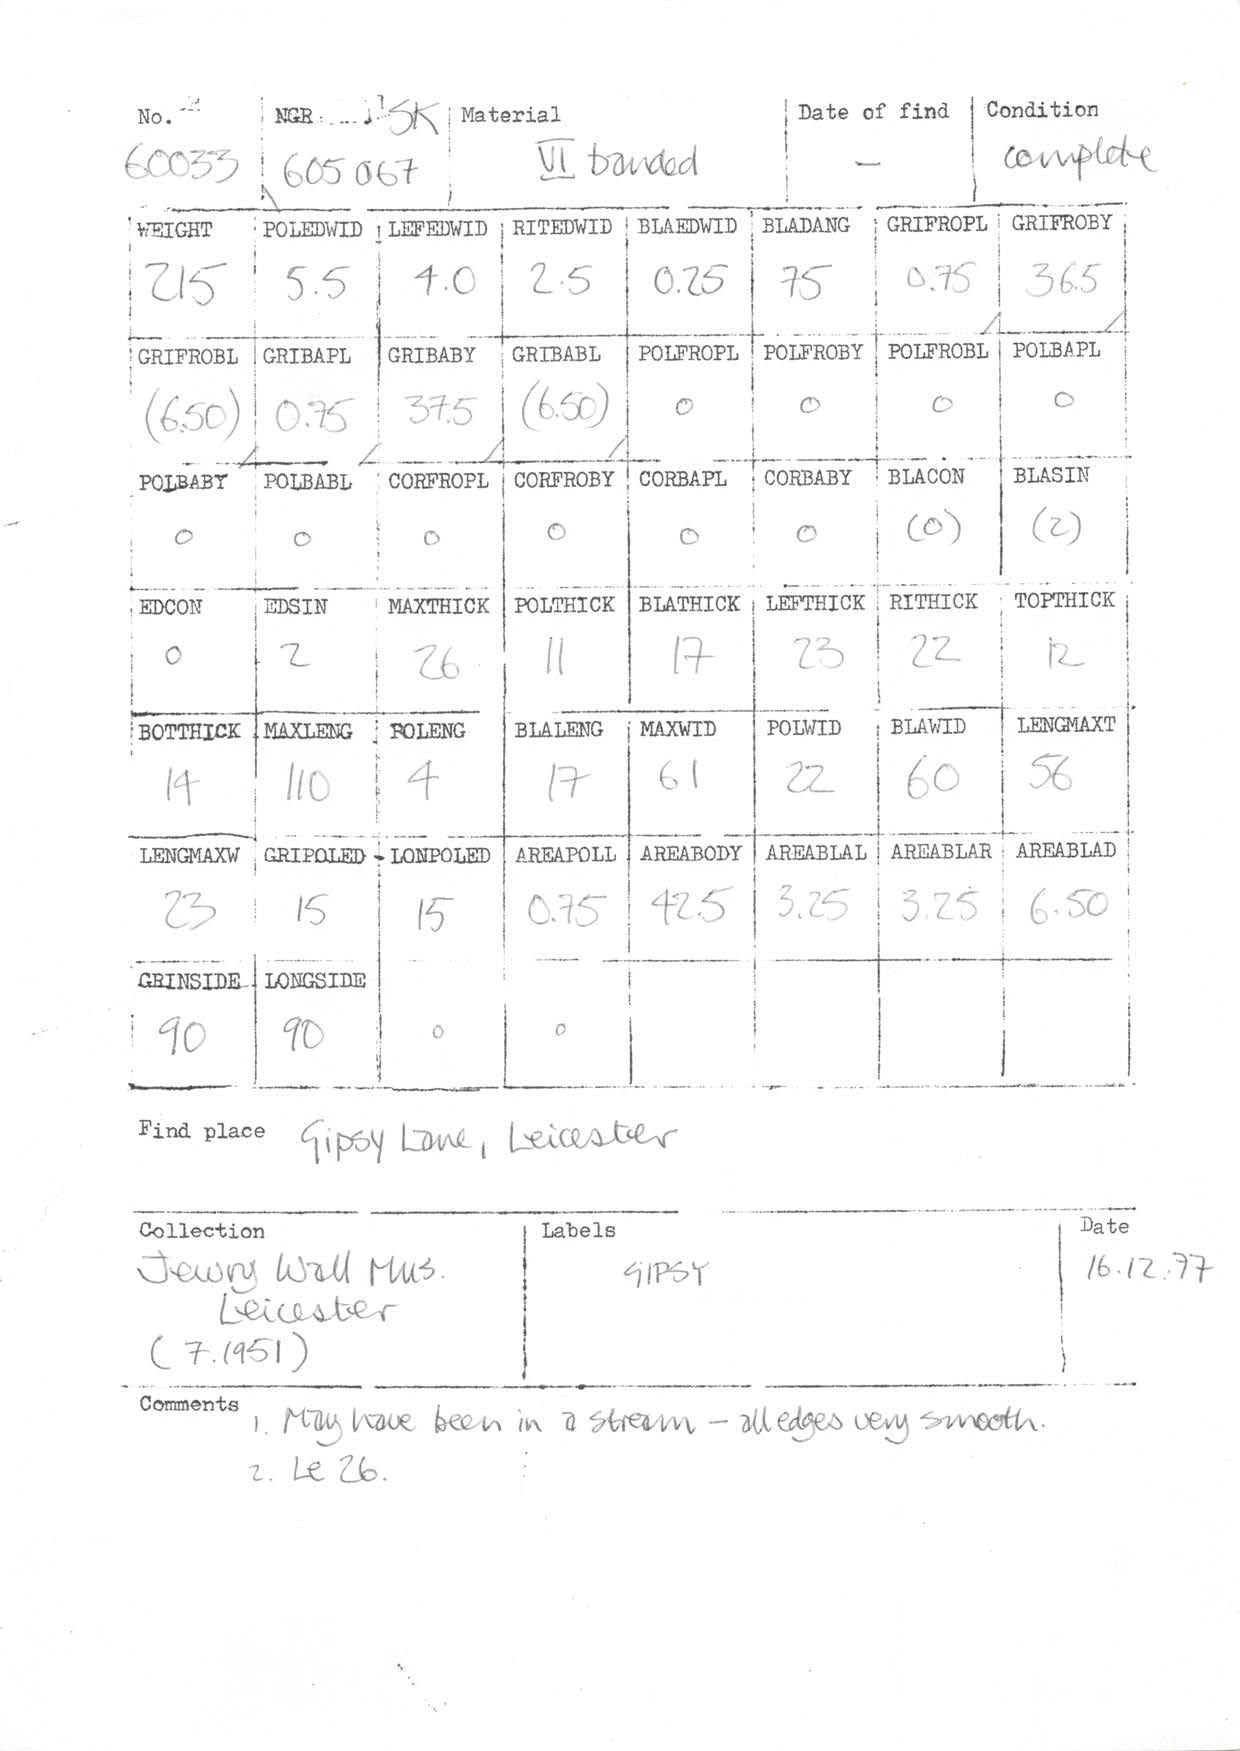 No. NGR SK Material Date of find Condition
60033 605 067 VI banded — complete
WEIGHT POLEDWID LEFEDWID RITEDWID BLAEDWID BLADANG GRIFROPL GRIFROBY
215 5.5 4.0 2.5 0.25 75 0.75 36.5
GRIFROBL GRIBAPL GRIBABY GRIBABL POLFROPL POLFROBY POLFROBL POLBAPL
(6.50) 0.75 37.5 (6.50) 0 0 0 0
POLBABY POLBABL CORFROPL CORFROBY CORBAPL CORBABY BLACON BLASIN
0 0 0 0 0 0 (0) (2)
EDCON EDSIN MAXTHICK POLTHICK BLATHICK LEFTHICK RITHICK TOPTHICK
0 2 26 11 17 23 22 12
BOTTHICK MAXLENG POLENG BLALENG MAXWID POLWID BLAWID LENGMAXT
14 110 4 17 61 22 60 56
LENGMAXW GRIPOLED LONPOLED AREAPOLL AREABODY AREABLAL AREABLAR AREABLAD
23 15 15 0.75 42.5 3.25 3.25 6.50
GRINSIDE LONGSIDE
90 90 0 0
Find place Gipsy Lane, Leicester
Collection Labels Date
Jewry Wall Mus. GIPSY 16.12.77
Leicester
(7.1951)
Comments 1. May have been in a stream – all edges very smooth.
2. Le 26.